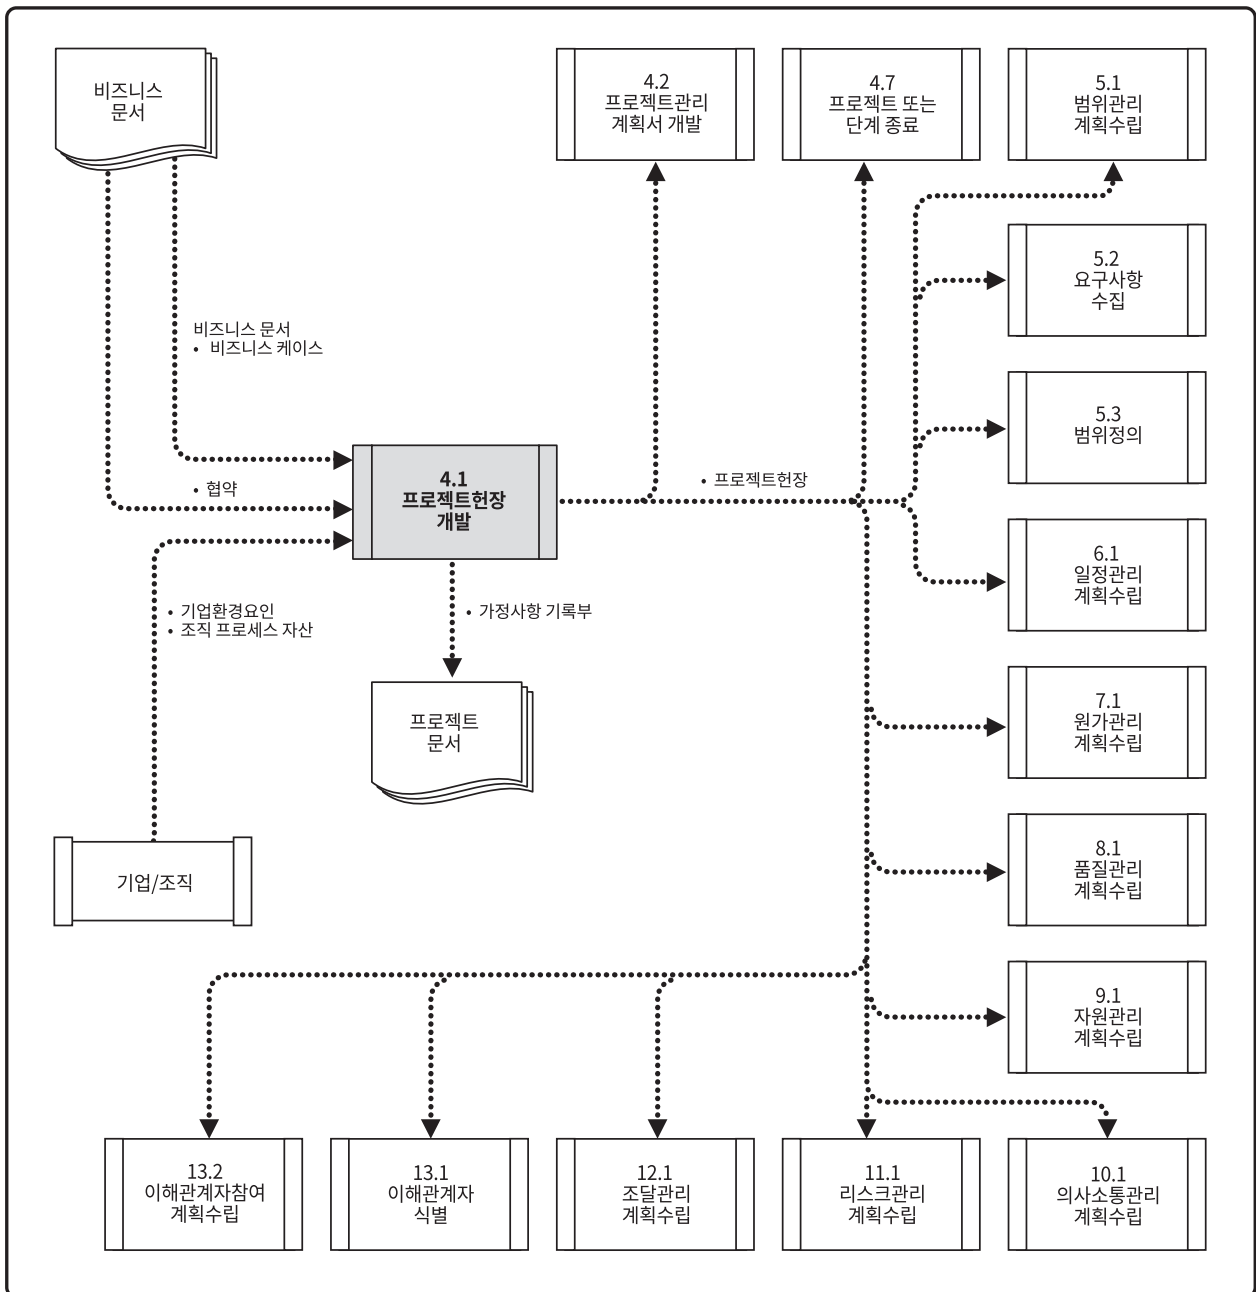 비즈니스
문서
4.2
프로젝트관리
계획서 개발
4.7
프로젝트 또는
단계 종료
5.1
범위관리
계획수립
5.2
요구사항
수집
비즈니스 문서
• 비즈니스 케이스
5.3
범위정의
4.1
프로젝트헌장
개발
• 협약
• 프로젝트헌장
6.1
일정관리
계획수립
• 기업환경요인
• 조직 프로세스 자산
• 가정사항 기록부
프로젝트
문서
7.1
원가관리
계획수립
8.1
품질관리
계획수립
기업/조직
9.1
자원관리
계획수립
13.2
이해관계자참여
계획수립
13.1
이해관계자
식별
12.1
조달관리
계획수립
11.1
리스크관리
계획수립
10.1
의사소통관리
계획수립